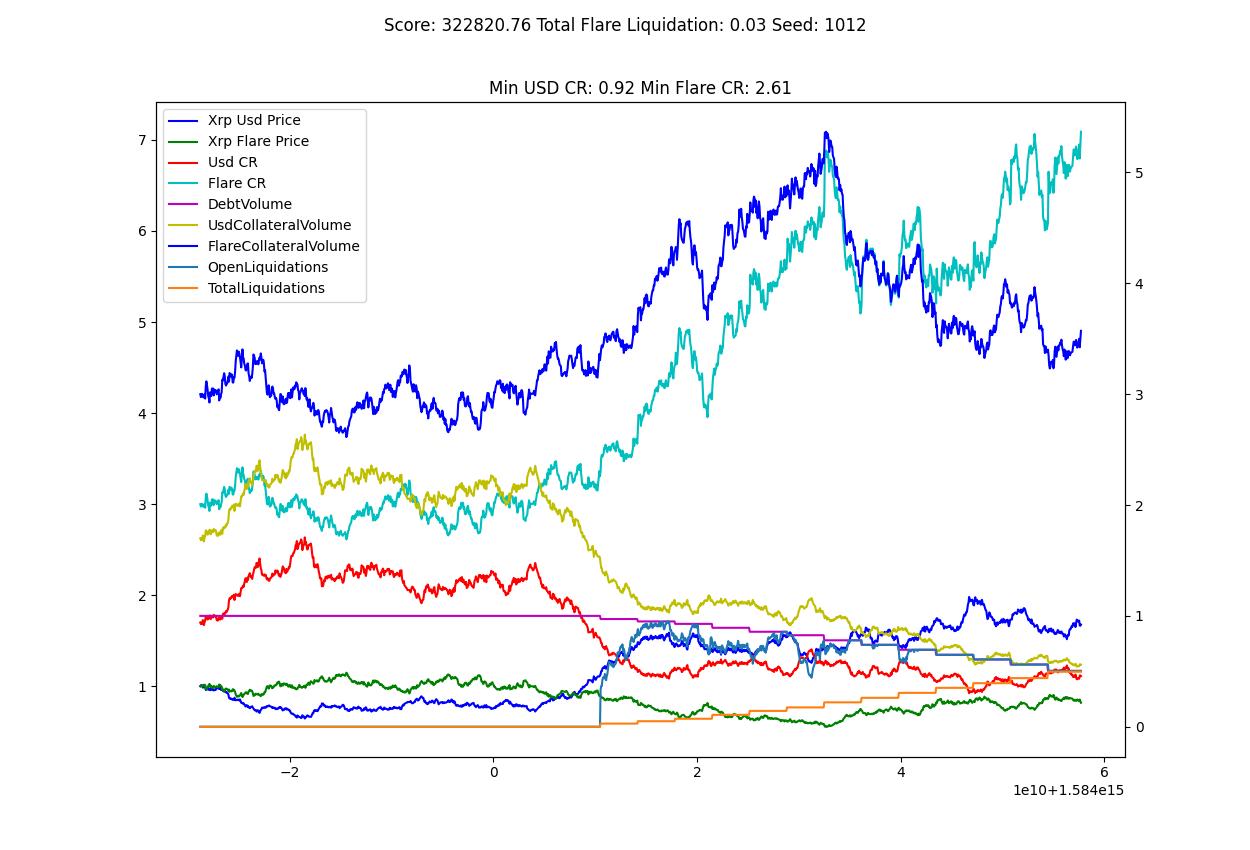 Score: 322820.76 Total Flare Liquidation: 0.03 Seed: 1012
Min USD CR: 0.92 Min Flare CR: 2.61
Xrp Usd Price
Xrp Flare Price
Usd CR
Flare CR
DebtVolume
UsdCollateralVolume
FlareCollateralVolume
OpenLiquidations
TotalLiquidations
7
6
5
4
3
2
1
5
4
3
2
1
0
−2
0
2
4
6
1e10+1.584e15